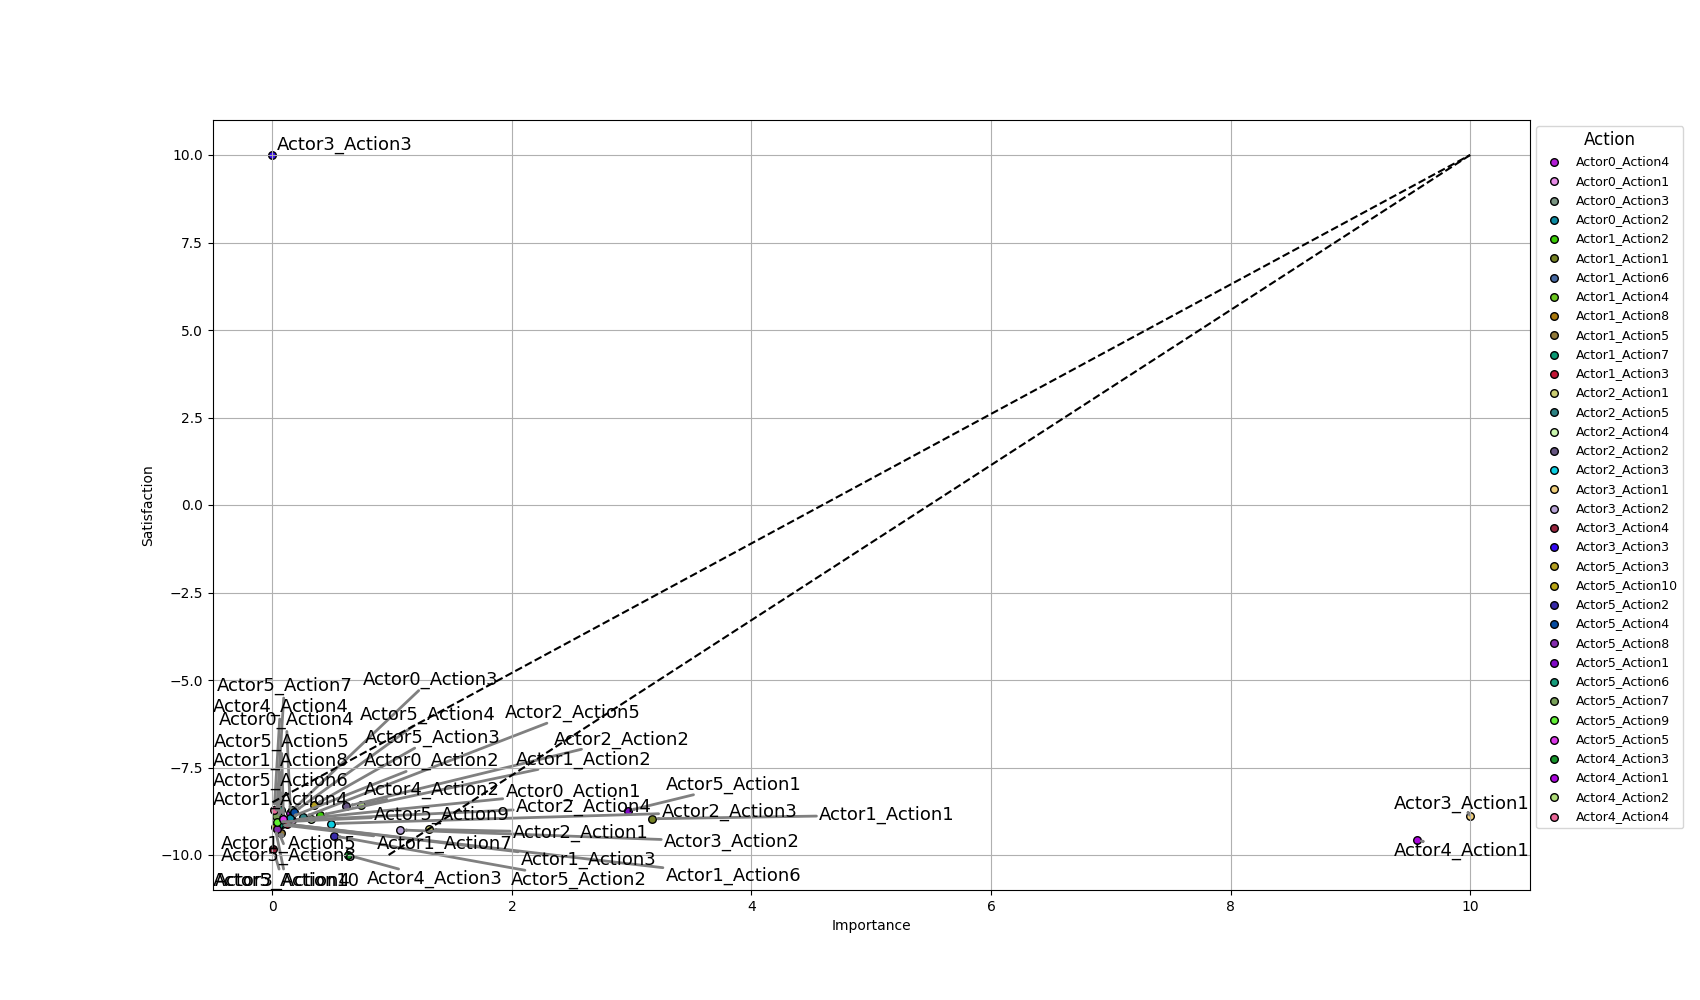 Actor3_Action3
10.0
7.5
5.0
2.5
0.0
−2.5
−5.0
−7.5
−10.0
Satisfaction
Actor5_Action7
Actor0_Action3
Actor4_Action4
Actor0_Action4
Actor5_Action4
Actor2_Action5
Actor5_Action5
Actor5_Action3
Actor2_Action2
Actor1_Action8
Actor0_Action2
Actor1_Action2
Actor5_Action6
Actor4_Action2
Actor0_Action1
Actor5_Action1
Actor1_Action4
Actor5_Action9
Actor2_Action4
Actor2_Action3
Actor1_Action1
Actor3_Action1
Actor1_Action5
Actor1_Action7
Actor2_Action1
Actor3_Action2
Actor4_Action1
Actor1_Action3
Actor4_Action3
Actor5_Action2
Actor1_Action6
0
2
4
6
8
10
Importance
Action
Actor0_Action4
Actor0_Action1
Actor0_Action3
Actor0_Action2
Actor1_Action2
Actor1_Action1
Actor1_Action6
Actor1_Action4
Actor1_Action8
Actor1_Action5
Actor1_Action7
Actor1_Action3
Actor2_Action1
Actor2_Action5
Actor2_Action4
Actor2_Action2
Actor2_Action3
Actor3_Action1
Actor3_Action2
Actor3_Action4
Actor3_Action3
Actor5_Action3
Actor5_Action10
Actor5_Action2
Actor5_Action4
Actor5_Action8
Actor5_Action1
Actor5_Action6
Actor5_Action7
Actor5_Action9
Actor5_Action5
Actor4_Action3
Actor4_Action1
Actor4_Action2
Actor4_Action4